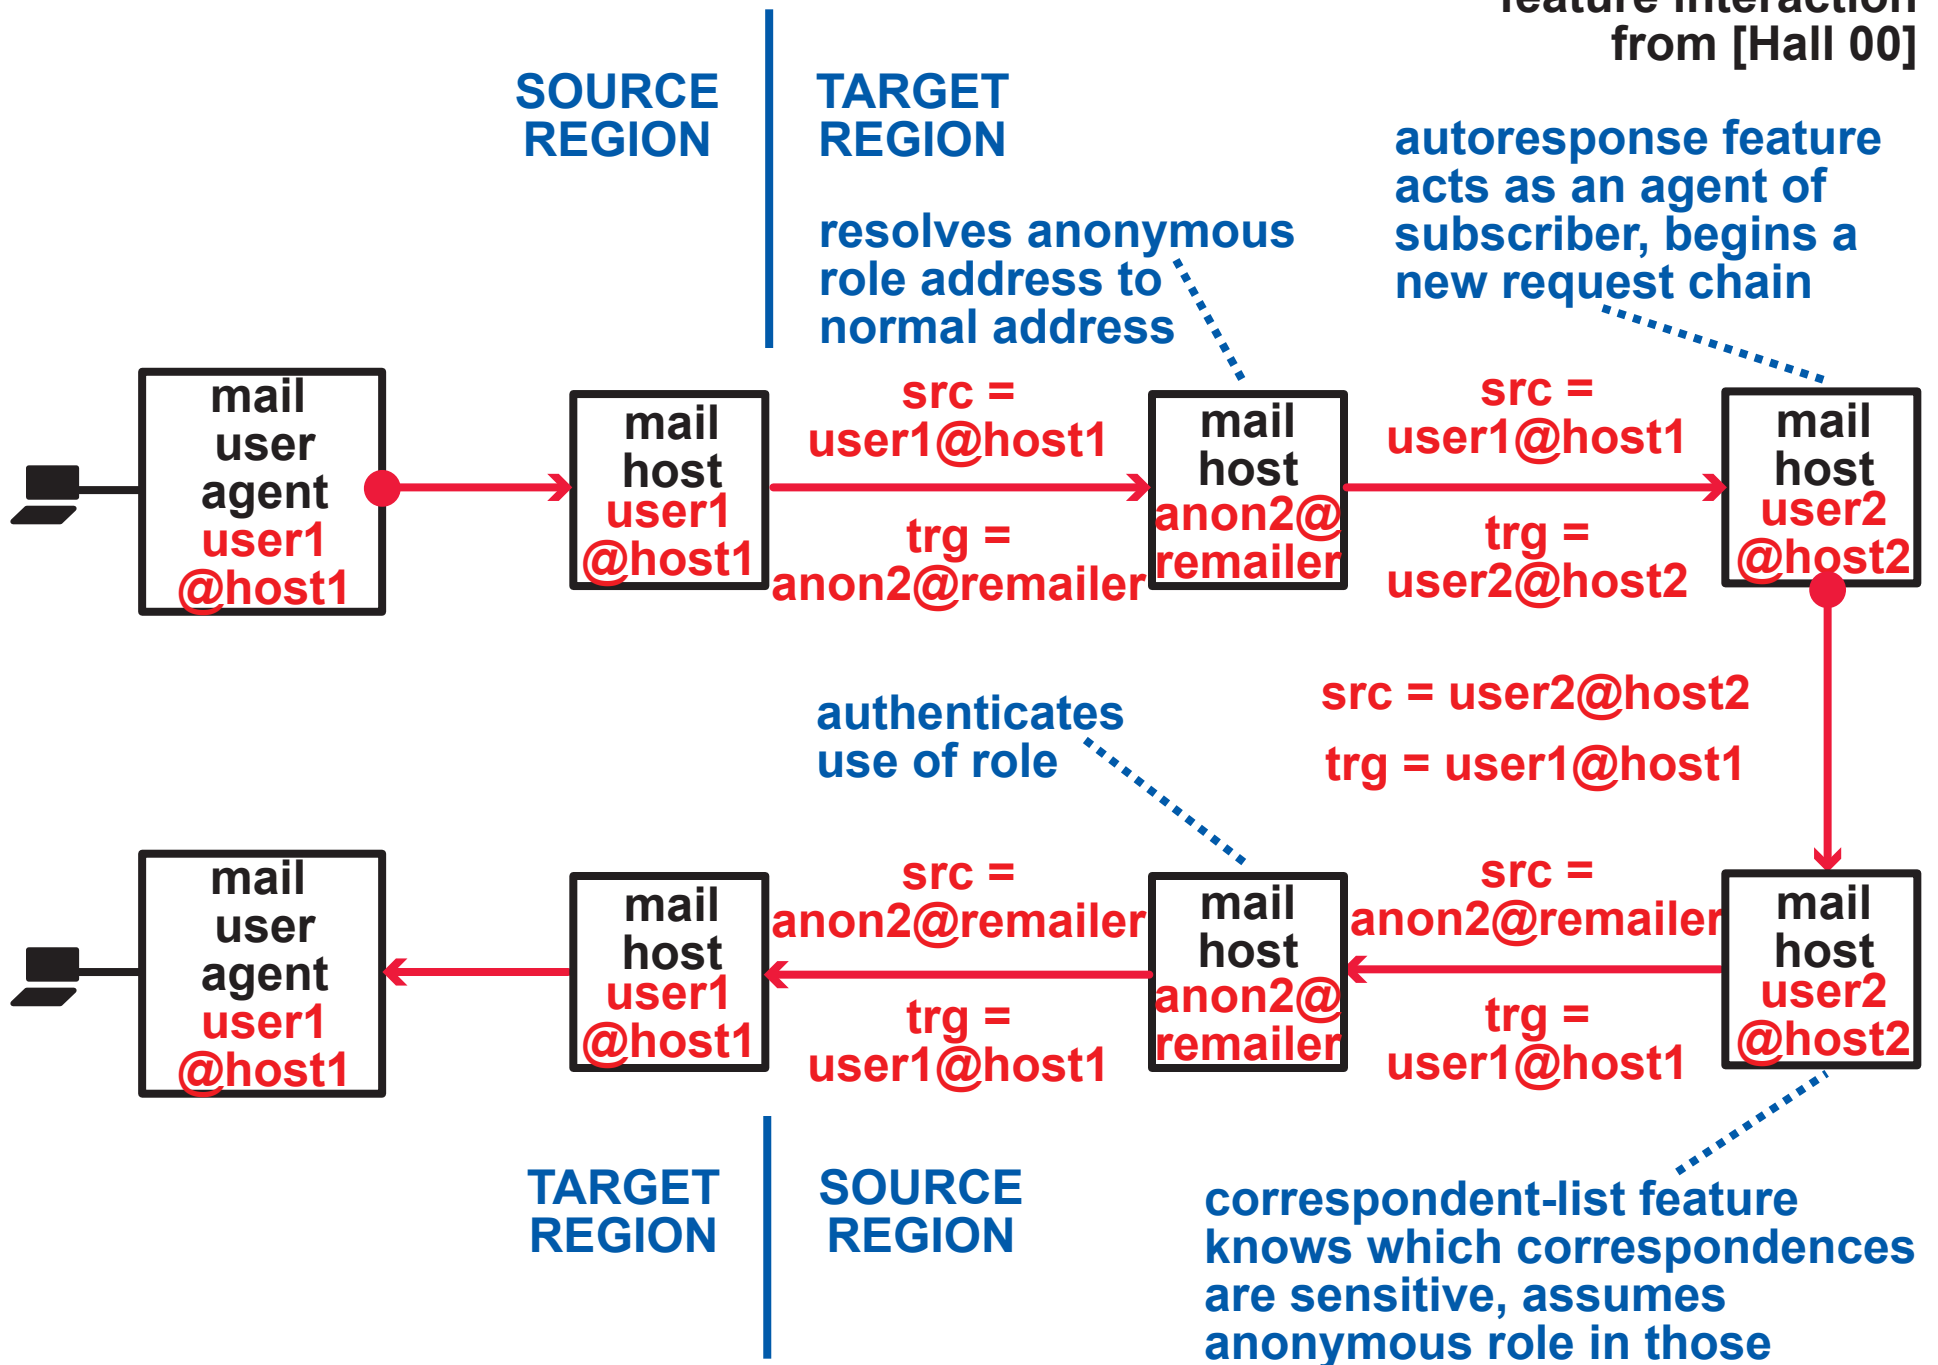 feature interaction
from [Hall 00]
SOURCE
REGION
TARGET
REGION
autoresponse feature
acts as an agent of
subscriber, begins a
new request chain
resolves anonymous
role address to
normal address
mail
user
agent
user1
@host1
mail
host
user1
@host1
src =
user1@host1
trg =
anon2@remailer
mail
host
anon2@
remailer
src =
user1@host1
trg =
user2@host2
mail
host
user2
@host2
src = user2@host2
trg = user1@host1
authenticates
use of role
mail
user
agent
user1
@host1
mail
host
user1
@host1
src =
anon2@remailer
trg =
user1@host1
mail
host
anon2@
remailer
src =
anon2@remailer
trg =
user1@host1
mail
host
user2
@host2
TARGET
REGION
SOURCE
REGION
correspondent-list feature
knows which correspondences
are sensitive, assumes
anonymous role in those